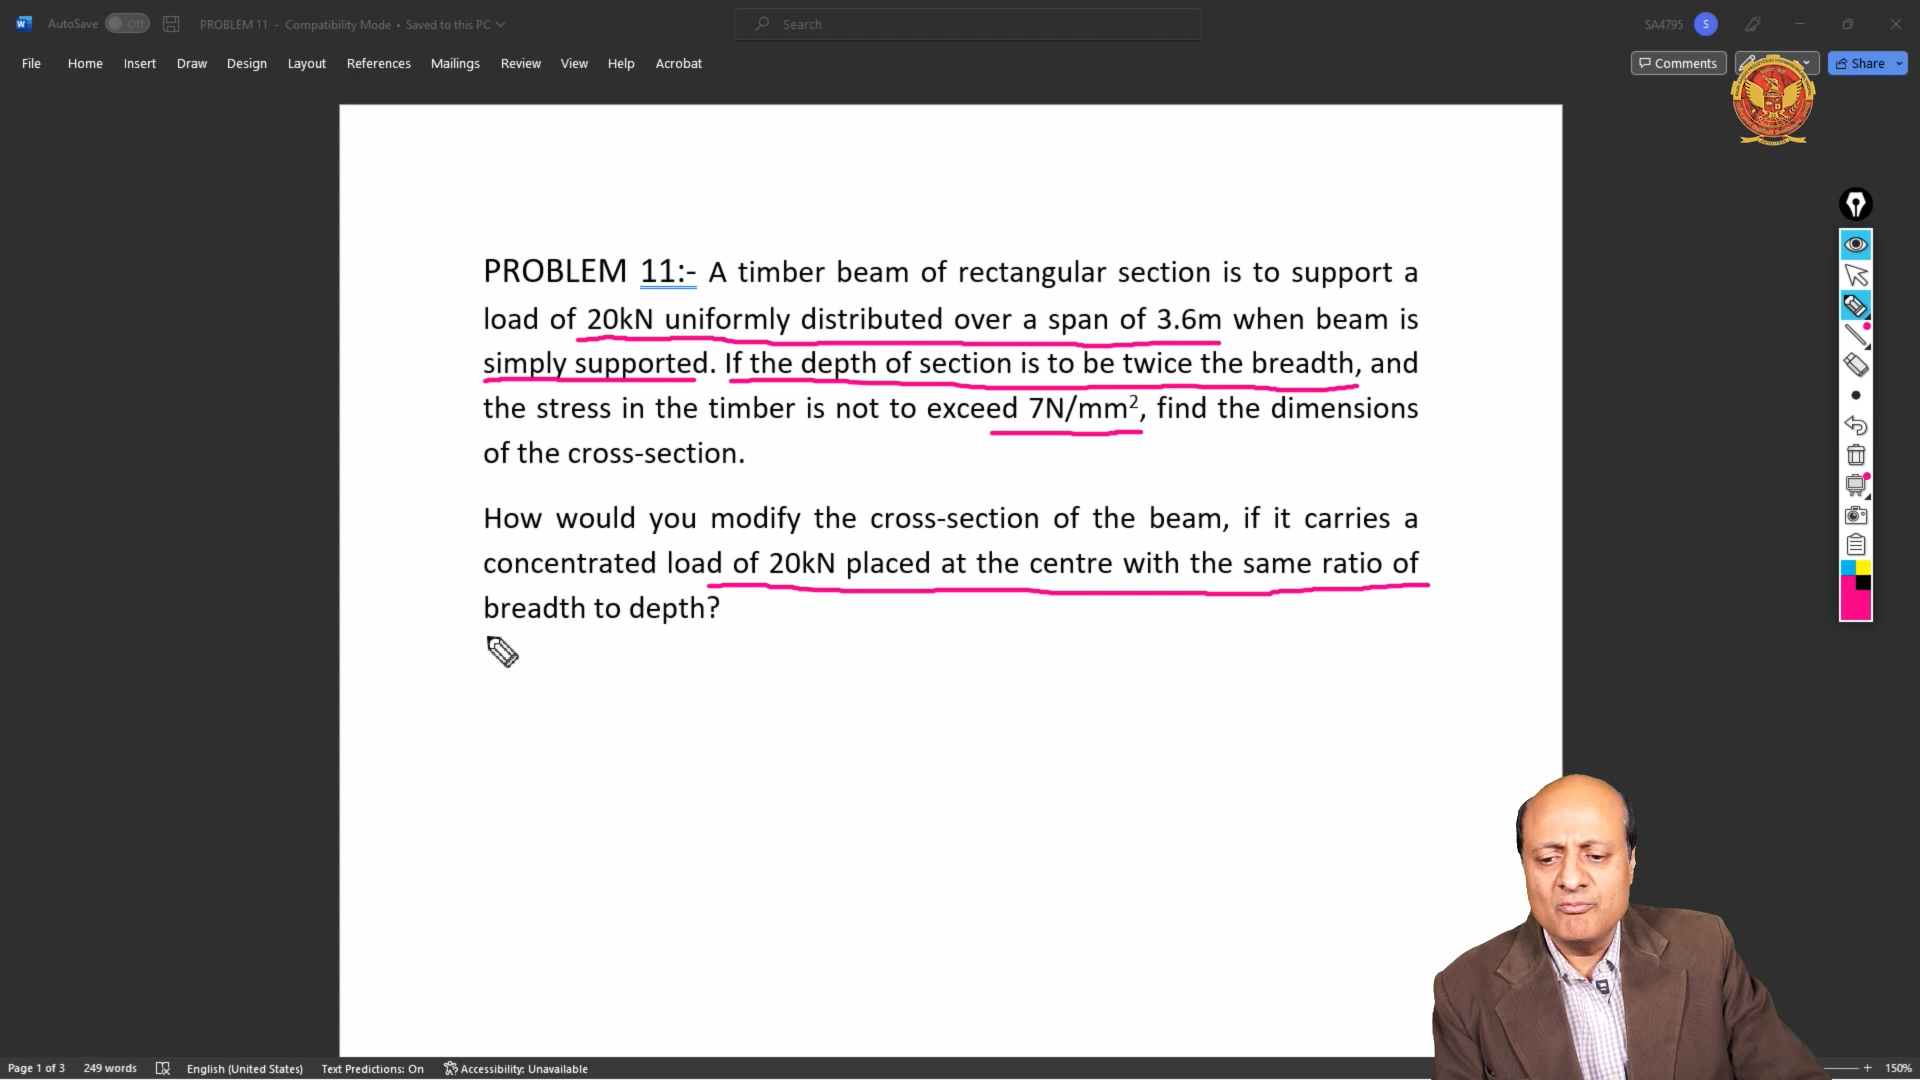 AutoSave Off PROBLEM 11 - Compatibility Mode • Saved to this PC Search SA4795 S
File Home Insert Draw Design Layout References Mailings Review View Help Acrobat Comments Share
PROBLEM 11:- A timber beam of rectangular section is to support a
load of 20kN uniformly distributed over a span of 3.6m when beam is
simply supported. If the depth of section is to be twice the breadth, and
the stress in the timber is not to exceed 7N/mm², find the dimensions
of the cross-section.
How would you modify the cross-section of the beam, if it carries a
concentrated load of 20kN placed at the centre with the same ratio of
breadth to depth?
Page 1 of 3 249 words English (United States) Text Predictions: On Accessibility: Unavailable 150%